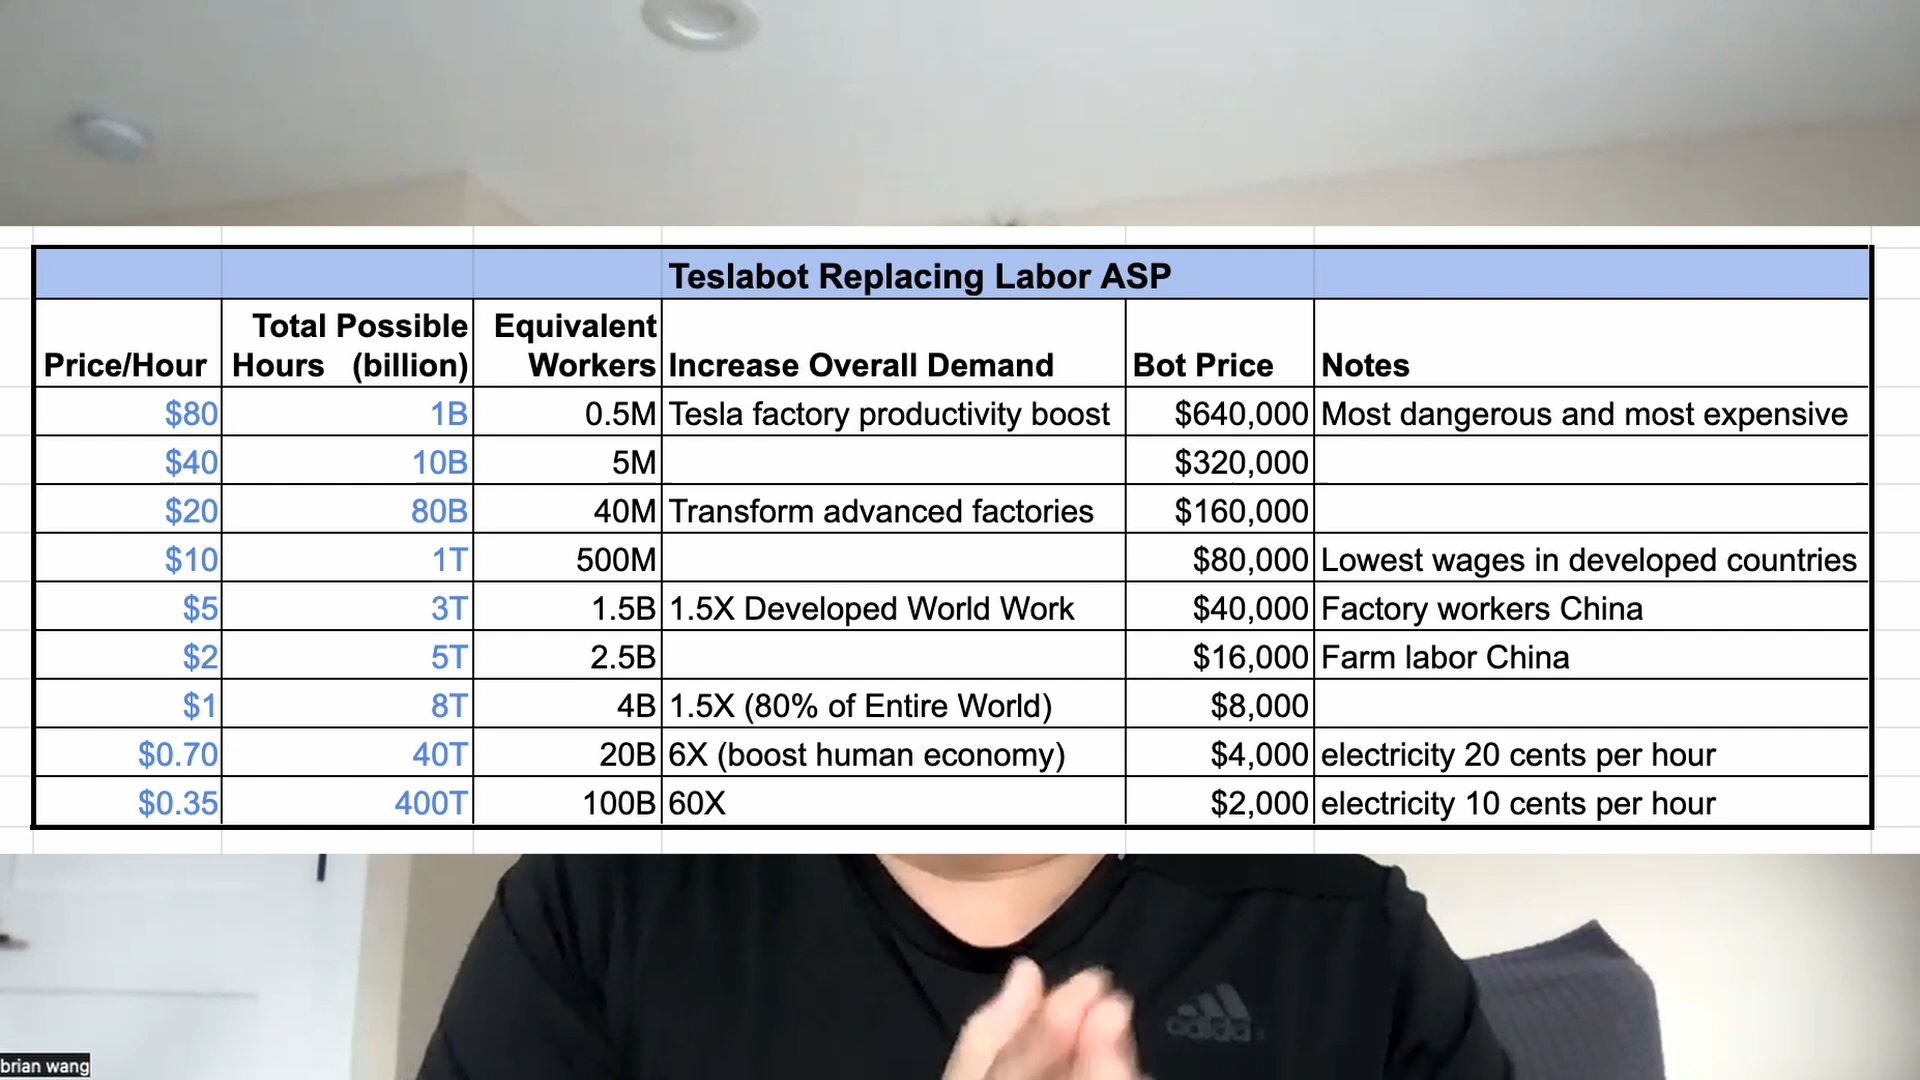 Teslabot Replacing Labor ASP
Price/Hour Total Possible Hours (billion) Equivalent Workers Increase Overall Demand Bot Price Notes
$80 1B 0.5M Tesla factory productivity boost $640,000 Most dangerous and most expensive
$40 10B 5M $320,000
$20 80B 40M Transform advanced factories $160,000
$10 1T 500M $80,000 Lowest wages in developed countries
$5 3T 1.5B 1.5X Developed World Work $40,000 Factory workers China
$2 5T 2.5B $16,000 Farm labor China
$1 8T 4B 1.5X (80% of Entire World) $8,000
$0.70 40T 20B 6X (boost human economy) $4,000 electricity 20 cents per hour
$0.35 400T 100B 60X $2,000 electricity 10 cents per hour
adidas
brian wang